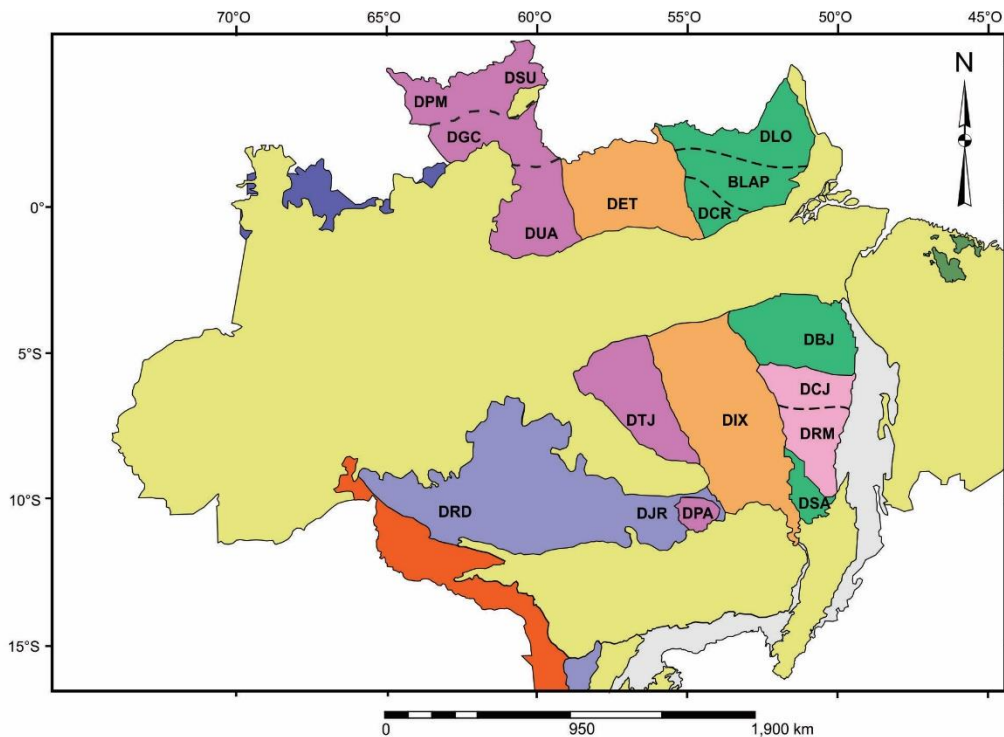 70°O 65°O 60°O 55°O 50°O 45°O
N
DSU
DPM
DGC
DLO
BLAP
DET
DCR
0°
DUA
DBJ
5°S
DCJ
DTJ
DIX
DRM
10°S
DRD
DJR
DPA
DSA
15°S
0 950 1,900 km